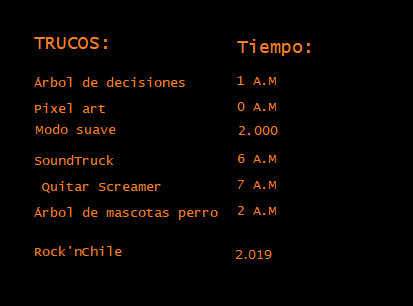 TRUCOS: Tiempo:
Árbol de decisiones 1 A.M
Pixel art 0 A.M
Modo suave 2.000
SoundTruck 6 A.M
Quitar Screamer 7 A.M
Árbol de mascotas perro 2 A.M
Rock'nChile 2.019